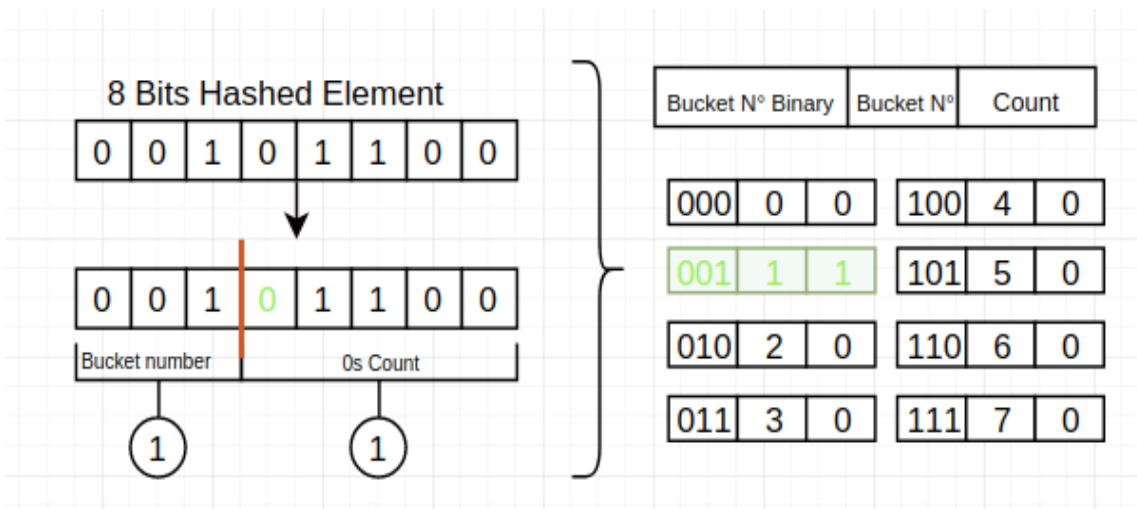 8 Bits Hashed Element
0 0 1 0 1 1 0 0
0 0 1 0 1 1 0 0
Bucket number 0s Count
1 1
Bucket N° Binary Bucket N° Count
000 0 0 100 4 0
001 1 1 101 5 0
010 2 0 110 6 0
011 3 0 111 7 0